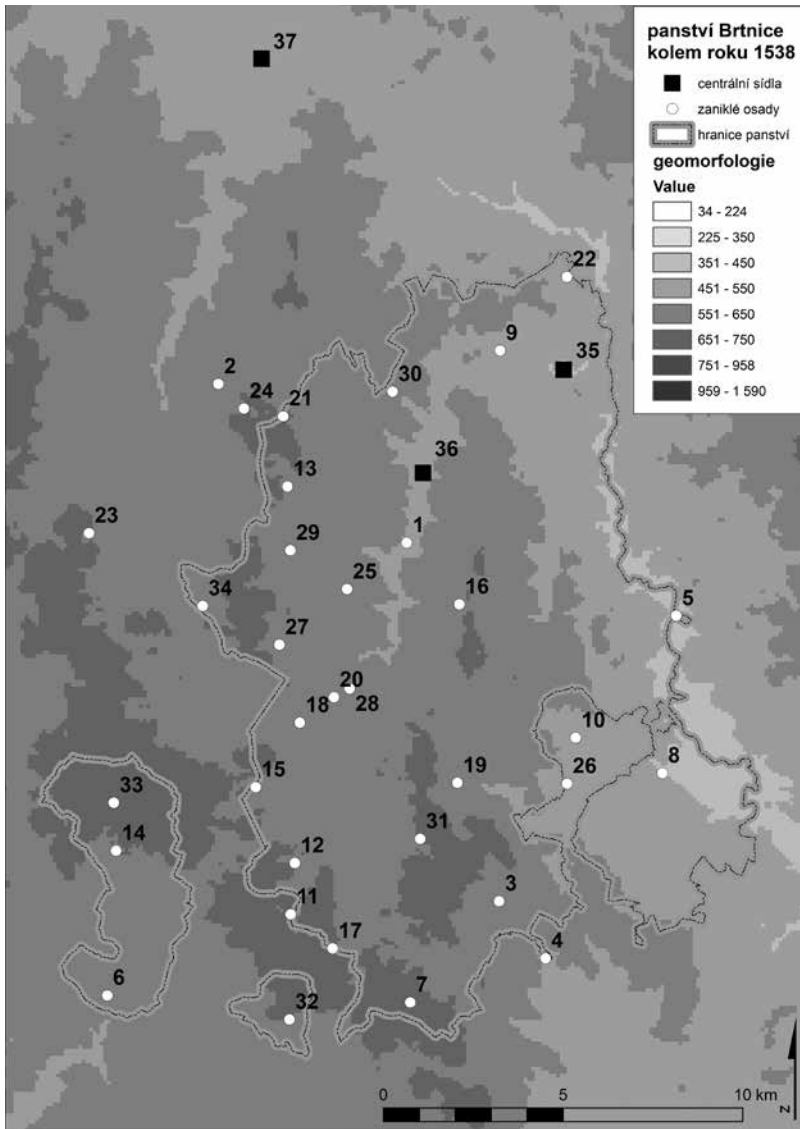 37
panství Brtnice
kolem roku 1538
centrální sídla
zaniklé osady
hranice panství
geomorfologie
Value
34 - 224
225 - 350
351 - 450
451 - 550
551 - 650
651 - 750
751 - 958
959 - 1 590
22
9
35
2
24
21
30
36
13
23
29
1
25
16
34
5
27
20
18
28
10
15
19
26
8
33
14
31
12
3
11
17
4
6
32
7
0
5
10 km
N